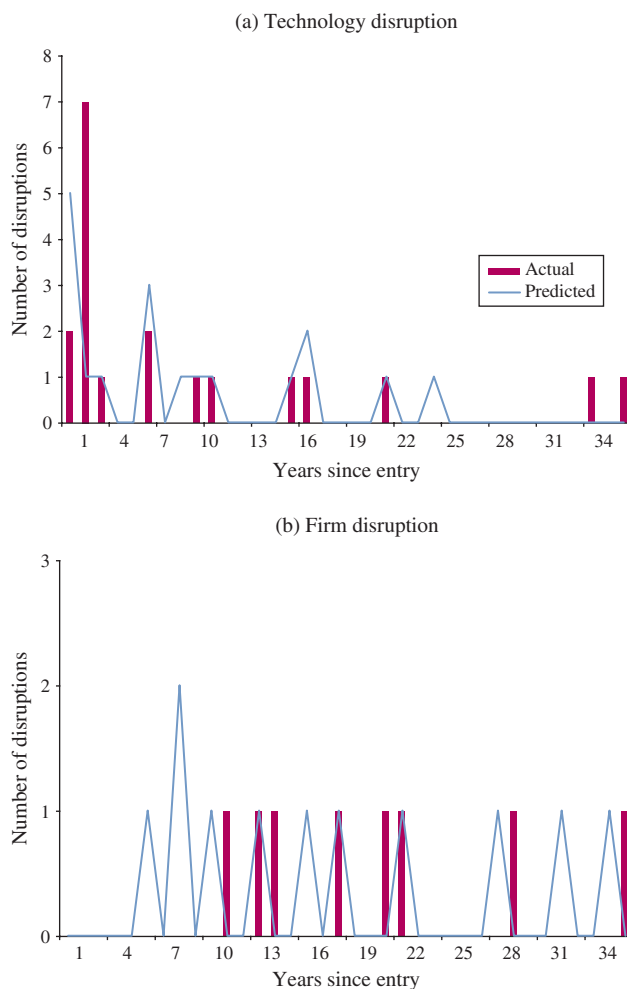 (a) Technology disruption
8
7
6
5
4
3
2
1
0
Number of disruptions
Actual
Predicted
1 4 7 10 13 16 19 22 25 28 31 34
Years since entry
(b) Firm disruption
3
2
1
0
Number of disruptions
1 4 7 10 13 16 19 22 25 28 31 34
Years since entry